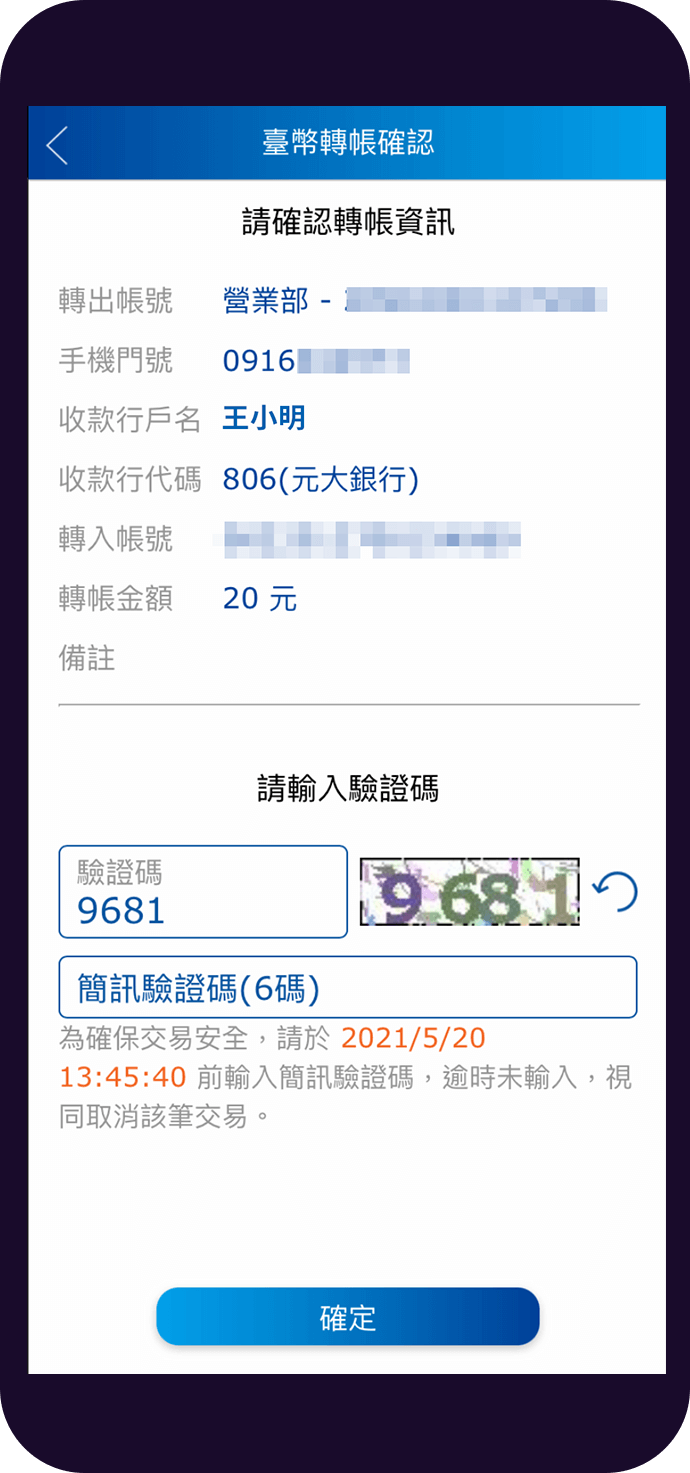 臺幣轉帳確認
請確認轉帳資訊
轉出帳號 營業部 -
手機門號 0916
收款行戶名 王小明
收款行代碼 806(元大銀行)
轉入帳號
轉帳金額 20 元
備註
請輸入驗證碼
驗證碼
9681
9681
簡訊驗證碼(6碼)
為確保交易安全，請於 2021/5/20
13:45:40 前輸入簡訊驗證碼，逾時未輸入，視
同取消該筆交易。
確定